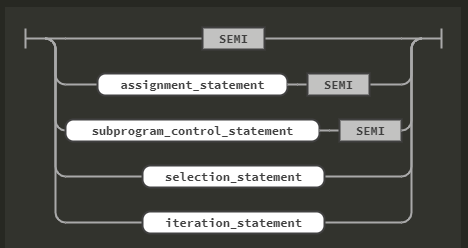 SEMI
assignment_statement SEMI
subprogram_control_statement SEMI
selection_statement
iteration_statement